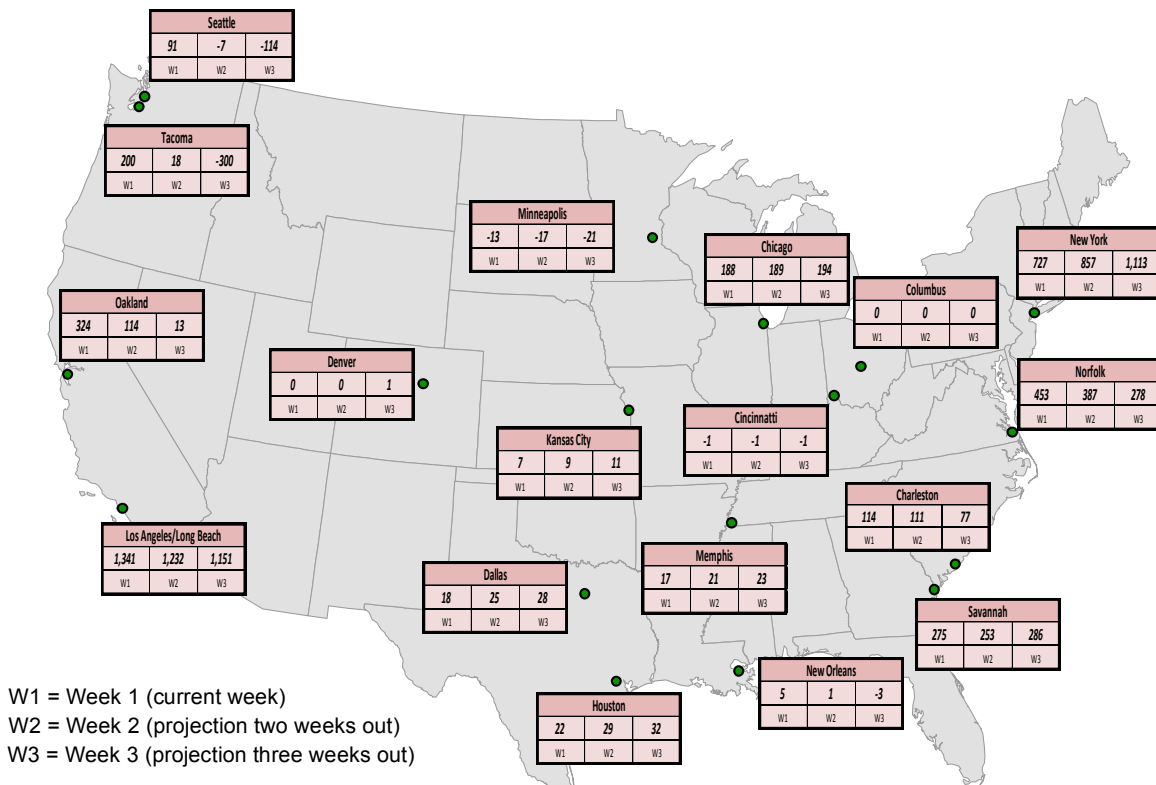 Seattle
91 -7 -114
W1 W2 W3
Tacoma
200 18 -300
W1 W2 W3
Minneapolis
-13 -17 -21
W1 W2 W3
Chicago
188 189 194
W1 W2 W3
New York
727 857 1,113
W1 W2 W3
Columbus
0 0 0
W1 W2 W3
Oakland
324 114 13
W1 W2 W3
Denver
0 0 1
W1 W2 W3
Norfolk
453 387 278
W1 W2 W3
Cincinnatti
-1 -1 -1
W1 W2 W3
Kansas City
7 9 11
W1 W2 W3
Charleston
114 111 77
W1 W2 W3
Los Angeles/Long Beach
1,341 1,232 1,151
W1 W2 W3
Memphis
17 21 23
W1 W2 W3
Dallas
18 25 28
W1 W2 W3
Savannah
275 253 286
W1 W2 W3
New Orleans
5 1 -3
W1 W2 W3
Houston
22 29 32
W1 W2 W3
W1 = Week 1 (current week)
W2 = Week 2 (projection two weeks out)
W3 = Week 3 (projection three weeks out)